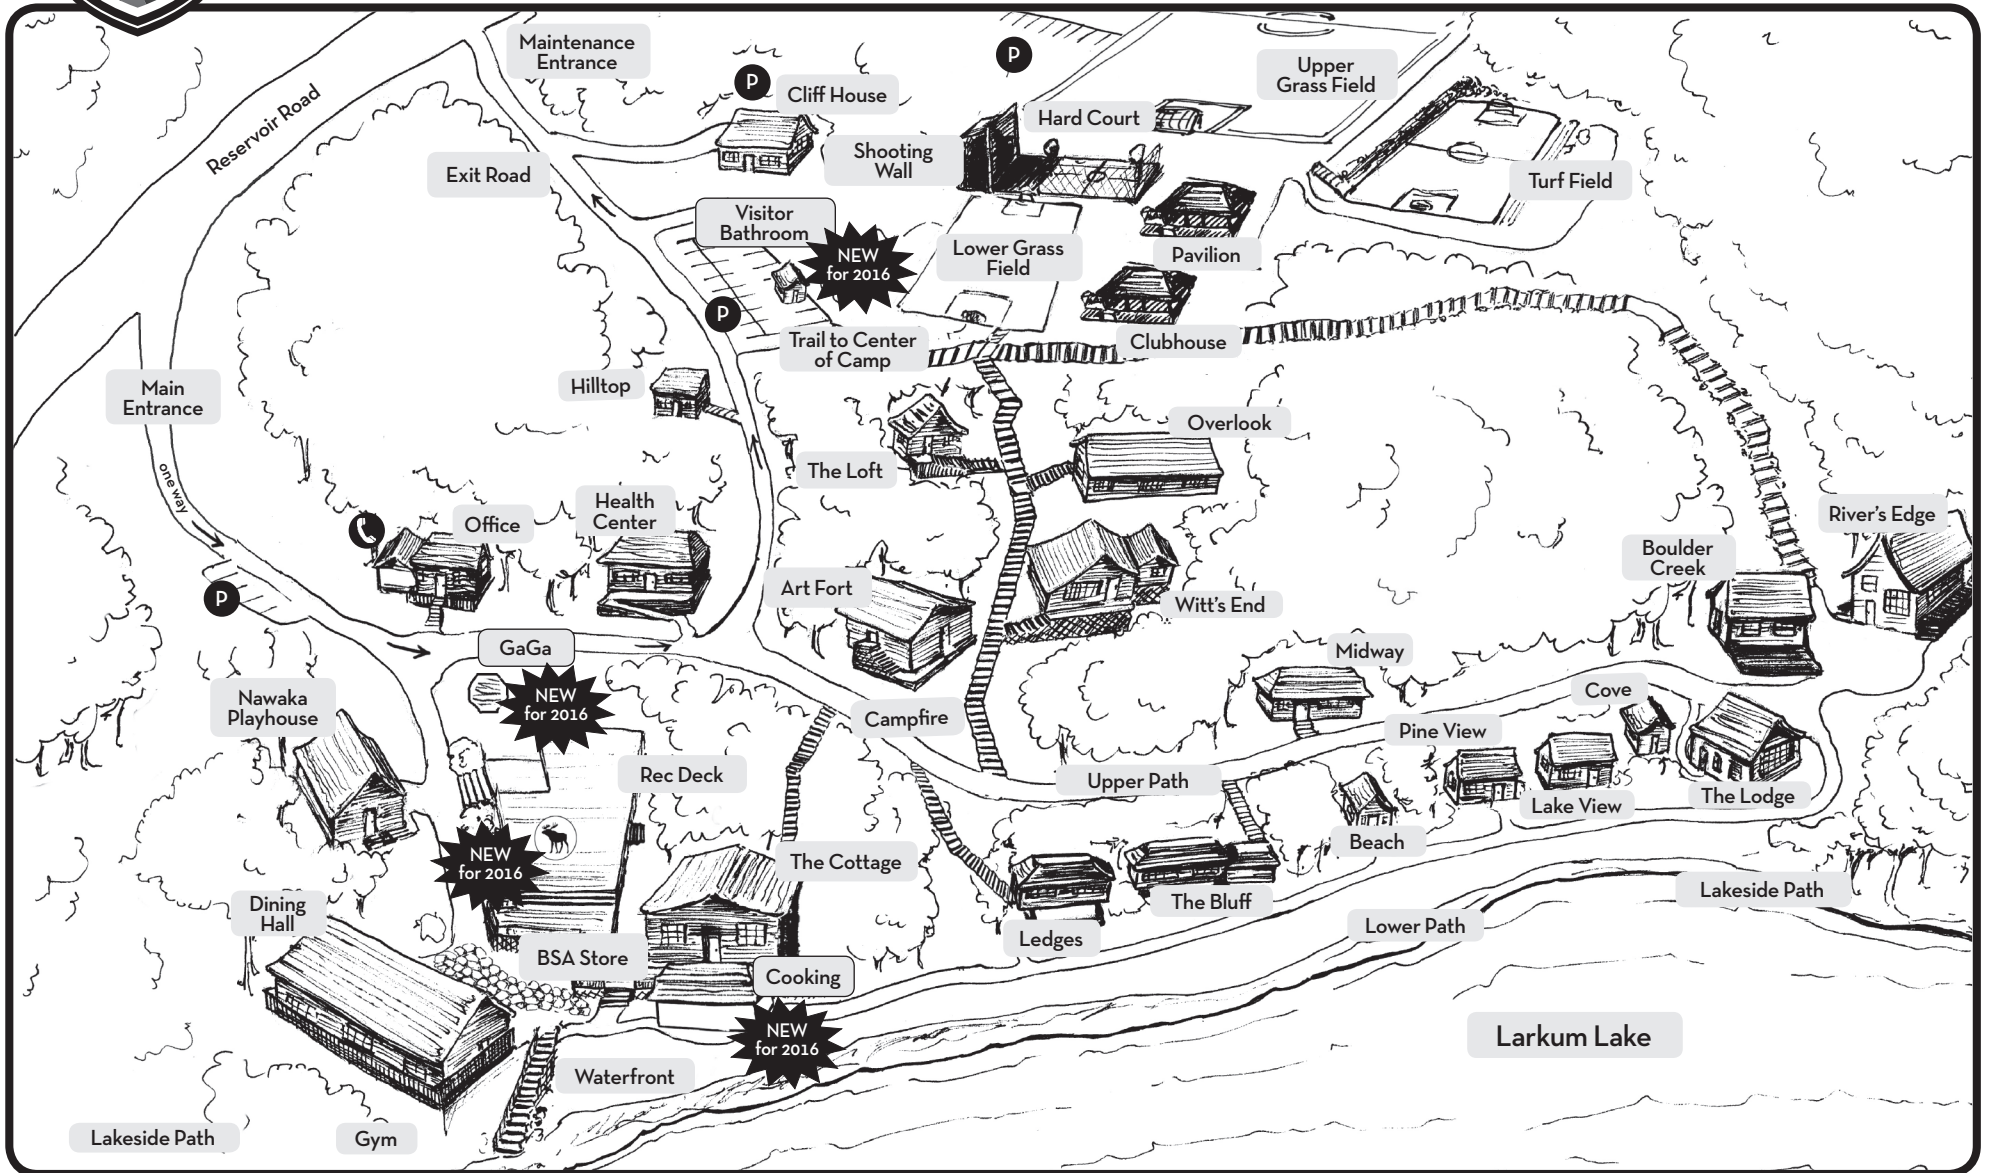 Maintenance
Entrance
P
P
Cliff House
Upper
Grass Field
Reservoir Road
Hard Court
Shooting
Wall
Exit Road
Turf Field
Visitor
Bathroom
NEW
for 2016
Lower Grass
Field
Pavilion
P
Trail to Center
of Camp
Clubhouse
Main
Entrance
Hilltop
Overlook
The Loft
one way
Office
Health
Center
River's Edge
Boulder
Creek
P
Art Fort
Witt's End
GaGa
NEW
for 2016
Midway
Nawaka
Playhouse
Campfire
Cove
Pine View
Rec Deck
Upper Path
Lake View
The Lodge
Beach
NEW
for 2016
The Cottage
Lakeside Path
The Bluff
Dining
Hall
Lower Path
Ledges
BSA Store
Cooking
NEW
for 2016
Larkum Lake
Waterfront
Lakeside Path
Gym